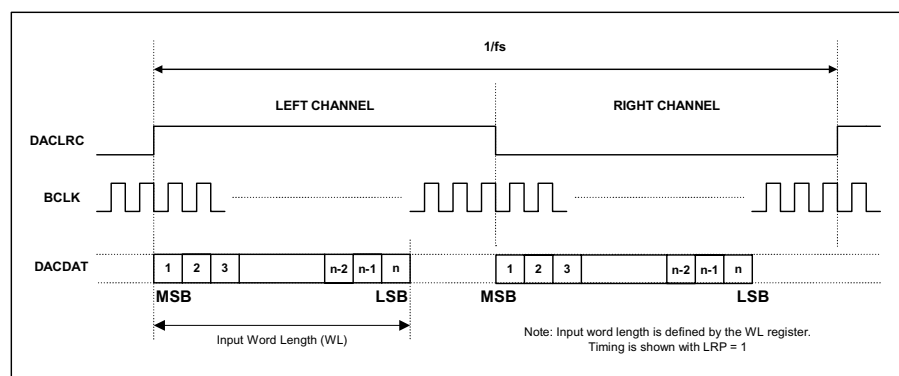 1/fs
LEFT CHANNEL
RIGHT CHANNEL
DACLRC
BCLK
DACDAT
1 2 3 n-2 n-1 n
1 2 3 n-2 n-1 n
MSB
LSB
MSB
LSB
Input Word Length (WL)
Note: Input word length is defined by the WL register.
Timing is shown with LRP = 1